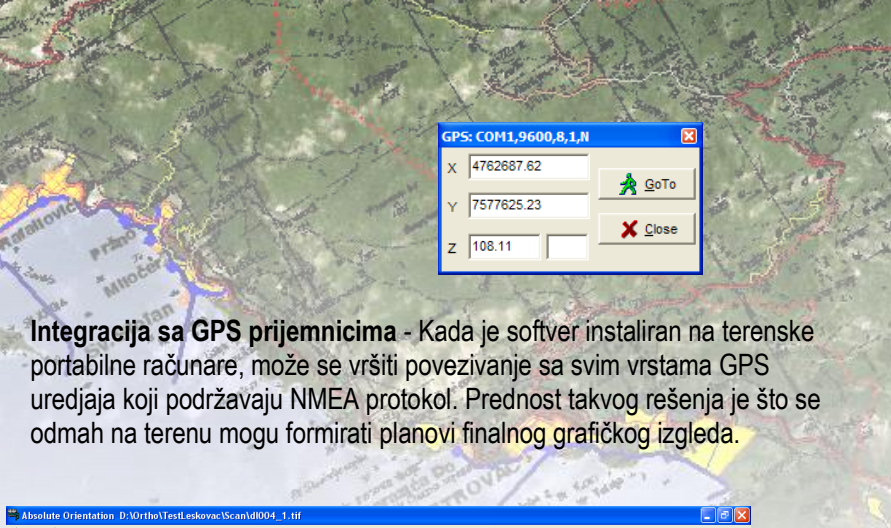 GPS: COM1,9600,8,1,N
X 4762687.62
GoTo
Y 7577625.23
Close
Z 108.11
Pržno
Miločer
Integracija sa GPS prijemnicima - Kada je softver instaliran na terenske
portabilne računare, može se vršiti povezivanje sa svim vrstama GPS
uredjaja koji podržavaju NMEA protokol. Prednost takvog rešenja je što se
odmah na terenu mogu formirati planovi finalnog grafičkog izgleda.
Absolute Orientation D:\Ortho\TestLeskovac\Scan\dl004_1.tif